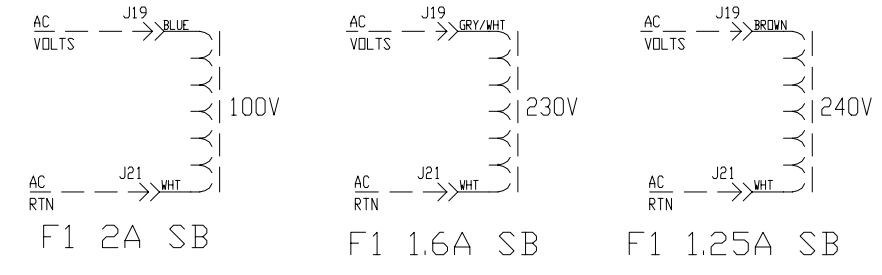 AC
VOLTS
J19
BLUE
100V
AC
RTN
J21
WHT
F1 2A SB
AC
VOLTS
J19
GRY/WHT
230V
AC
RTN
J21
WHT
F1 1.6A SB
AC
VOLTS
J19
BROWN
240V
AC
RTN
J21
WHT
F1 1.25A SB